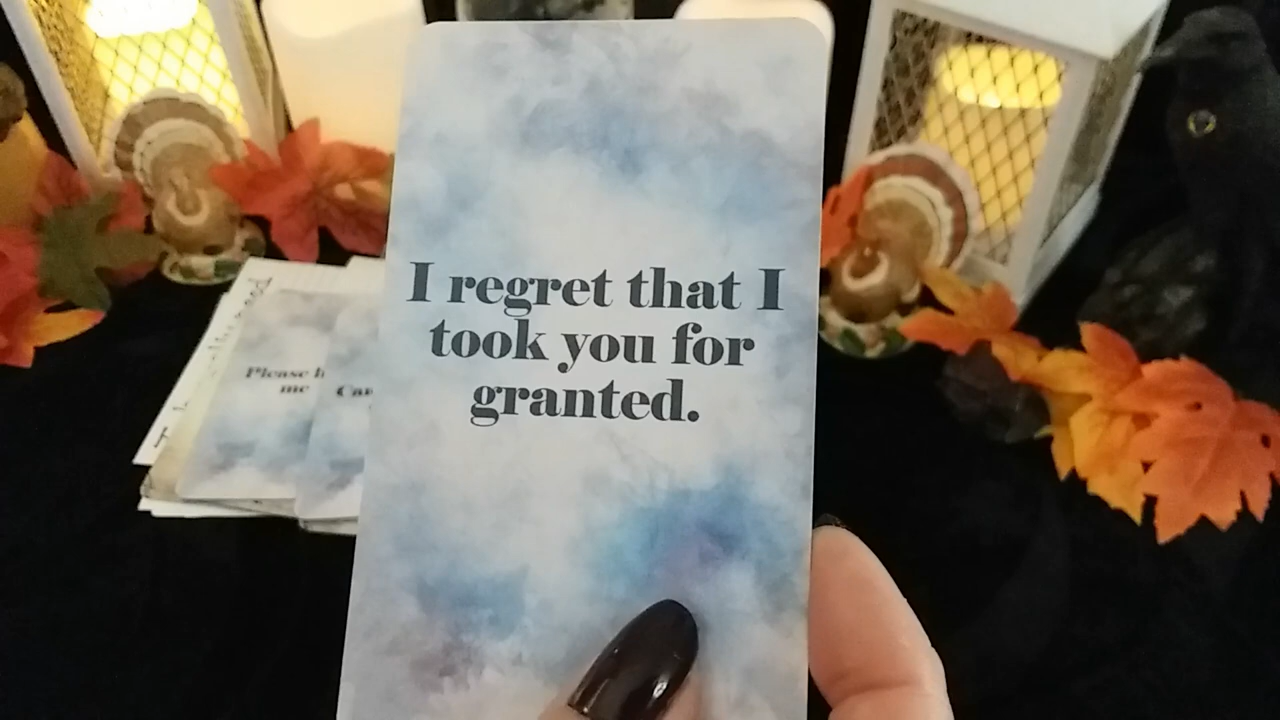 I regret that I
took you for
granted.
Please
me